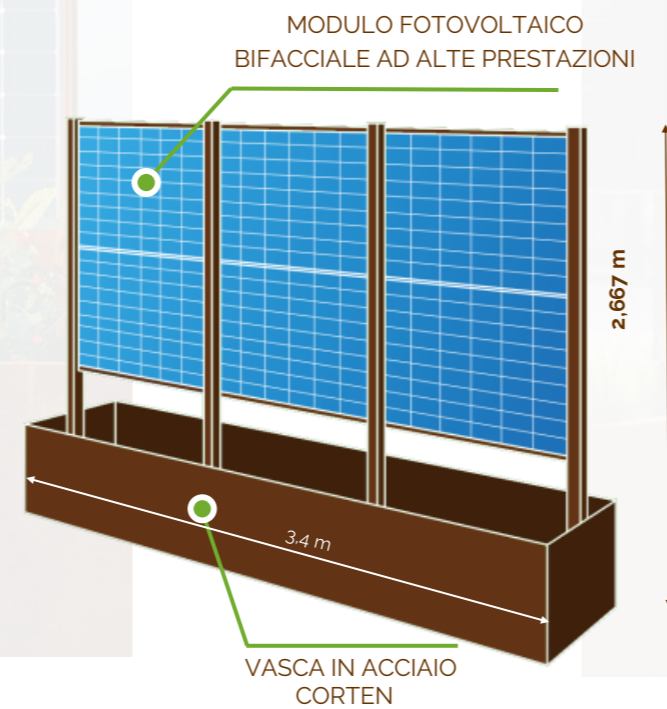 MODULO FOTOVOLTAICO
BIFACCIALE AD ALTE PRESTAZIONI
2,667 m
3,4 m
VASCA IN ACCIAIO
CORTEN